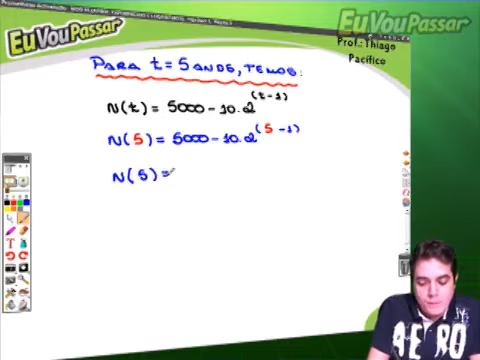 EuVouPassar
EuVouPassar
Prof.: Thiago
Pacífico
PARA t = 5 ANOS, TEMOS:
N(t) = 5000 - 10.2^(t-1)
N(5) = 5000 - 10.2^(5-1)
N(5) =
AERO